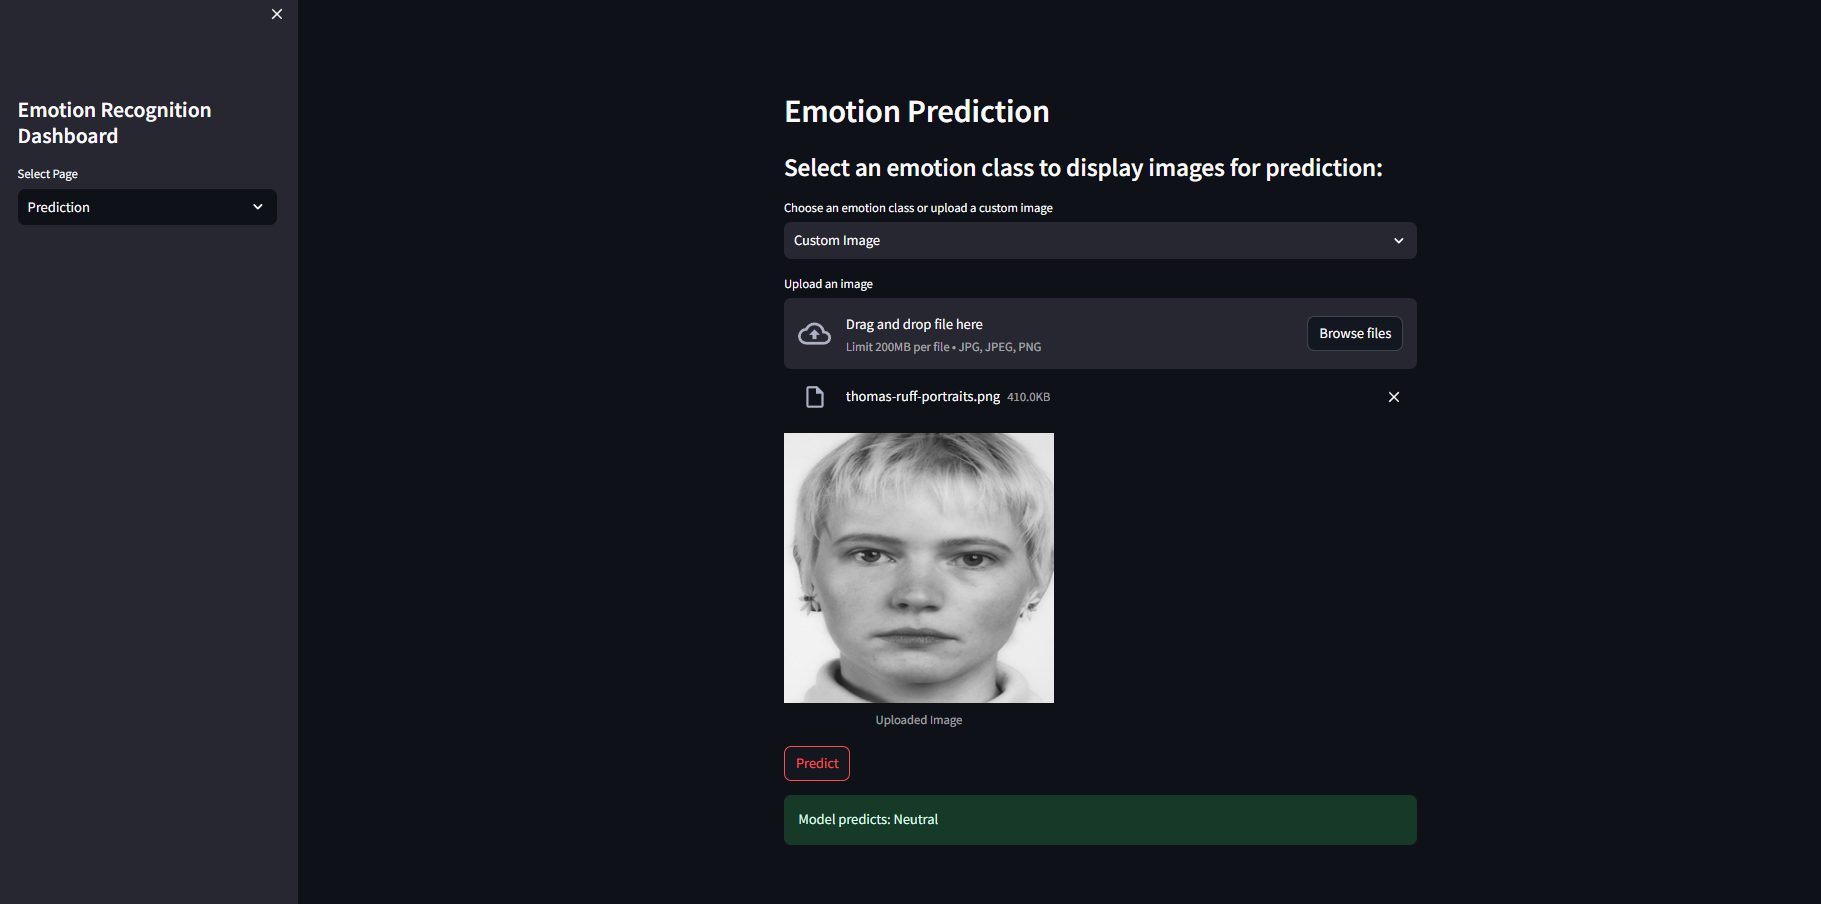 Emotion Recognition
Dashboard
Select Page
Prediction
Emotion Prediction
Select an emotion class to display images for prediction:
Choose an emotion class or upload a custom image
Custom Image
Upload an image
Drag and drop file here
Limit 200MB per file • JPG, JPEG, PNG
Browse files
thomas-ruff-portraits.png 410.0KB
Uploaded Image
Predict
Model predicts: Neutral